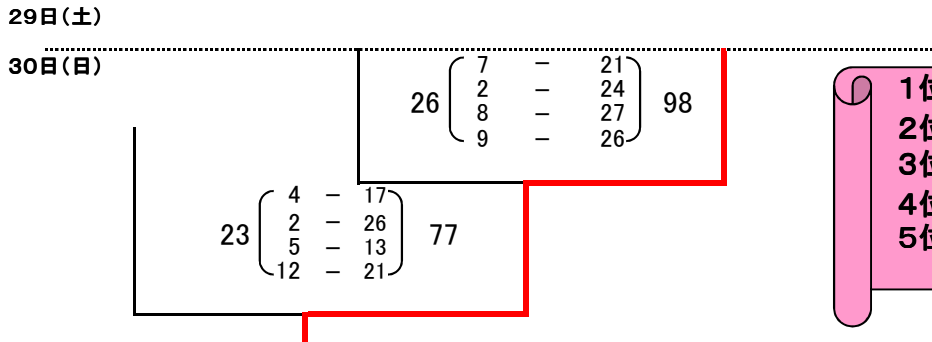 29日(土)
30日(日)
7 － 21
2 － 24
26 8 － 27 98
9 － 26
4 － 17
2 － 26
23 5 － 13 77
12 － 21
1位
2位
3位
4位
5位